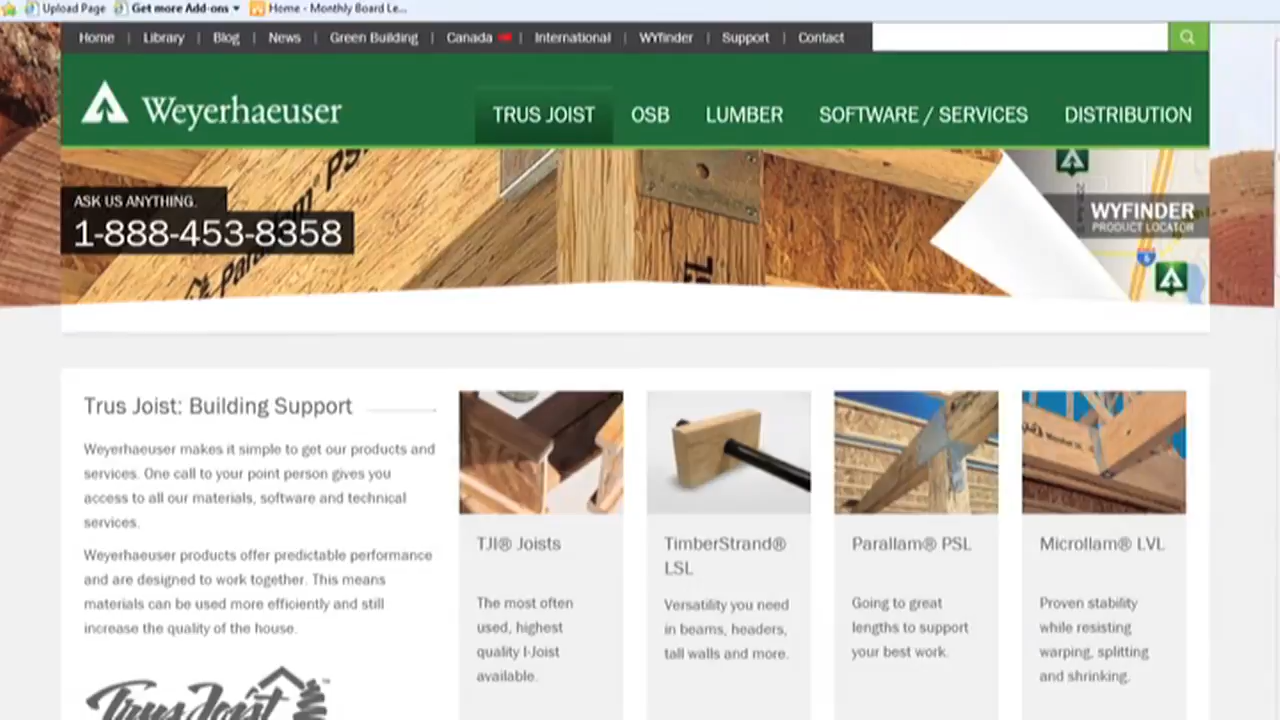 Upload Page Get more Add-ons Home - Monthly Board Le...
Home | Library | Blog | News | Green Building | Canada | International | WYfinder | Support | Contact
Weyerhaeuser
TRUS JOIST OSB LUMBER SOFTWARE / SERVICES DISTRIBUTION
ASK US ANYTHING.
1-888-453-8358
Parallam® PSL
WYFINDER
PRODUCT LOCATOR
Trus Joist: Building Support
Weyerhaeuser makes it simple to get our products and
services. One call to your point person gives you
access to all our materials, software and technical
services.
Weyerhaeuser products offer predictable performance
and are designed to work together. This means
materials can be used more efficiently and still
increase the quality of the house.
Trus Joist™
TJI® Joists
The most often
used, highest
quality I-Joist
available.
TimberStrand®
LSL
Versatility you need
in beams, headers,
tall walls and more.
Parallam® PSL
Going to great
lengths to support
your best work.
Microllam® LVL
Proven stability
while resisting
warping, splitting
and shrinking.